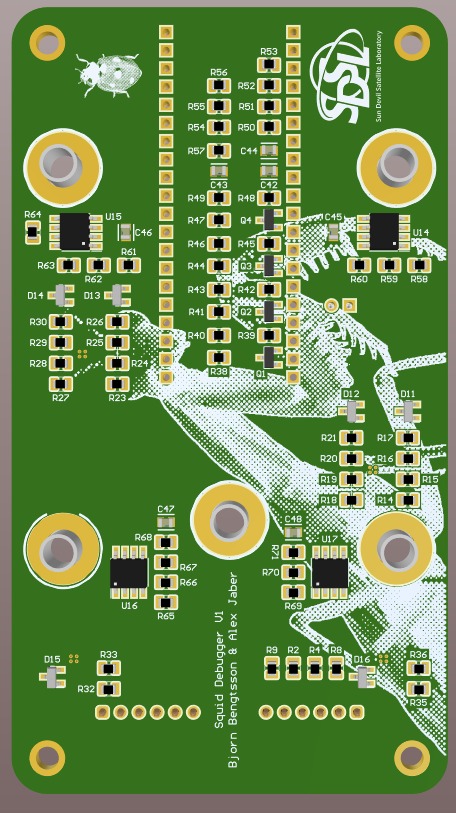 SDSL
Sun Devil Satellite Laboratory
R53
R56
R52
R55
R51
R54
R50
R57
C44
C43
C42
R49
R48
R64
U15
R47
Q4
C45
C46
R46
R45
U14
R63
R62
R61
R44
Q3
R60
R59
R58
D14
D13
R43
R42
R41
Q2
R30
R26
R29
R25
R40
R39
R28
R24
R38
Q1
R27
R23
D12
D11
R21
R17
R20
R16
R19
R15
R18
R14
C47
C48
R68
U17
R67
R71
R66
R70
U16
R65
R69
Squid Debugger V1
Bjorn Bengtsson & Alex Jaber
D15
R33
R9
R2
R4
R8
D16
R36
R32
R35